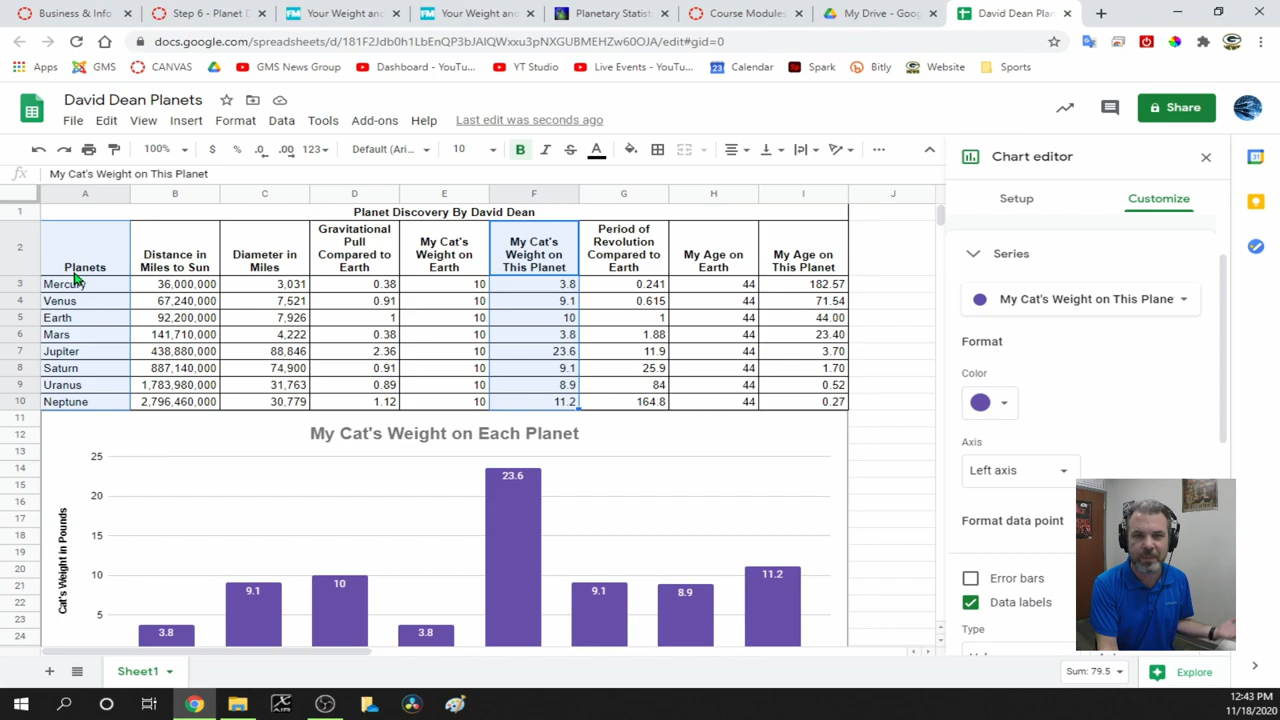 Business & Info
Step 6 - Planet D
Your Weight and
Your Weight and
Planetary Statist
Course Modules
My Drive - Goog
David Dean Plan
docs.google.com/spreadsheets/d/181F2Jdb0h1LbEnQP3bJAIQWxxu3pNXGUBMEHZw60OJA/edit#gid=0
Apps GMS CANVAS GMS News Group Dashboard - YouTu... YT Studio Live Events - YouTu... Calendar Spark Bitly Website Sports
David Dean Planets
Share
File Edit View Insert Format Data Tools Add-ons Help Last edit was seconds ago
100% $ % .0 .00 123 Default (Ari... 10 B I S A
fx My Cat's Weight on This Planet
A B C D E F G H I J
1 Planet Discovery By David Dean
2 Planets Distance in Miles to Sun Diameter in Miles Gravitational Pull Compared to Earth My Cat's Weight on Earth My Cat's Weight on This Planet Period of Revolution Compared to Earth My Age on Earth My Age on This Planet
3 Mercury 36,000,000 3,031 0.38 10 3.8 0.241 44 182.57
4 Venus 67,240,000 7,521 0.91 10 9.1 0.615 44 71.54
5 Earth 92,200,000 7,926 1 10 10 1 44 44.00
6 Mars 141,710,000 4,222 0.38 10 3.8 1.88 44 23.40
7 Jupiter 438,880,000 88,846 2.36 10 23.6 11.9 44 3.70
8 Saturn 887,140,000 74,900 0.91 10 9.1 25.9 44 1.70
9 Uranus 1,783,980,000 31,763 0.89 10 8.9 84 44 0.52
10 Neptune 2,796,460,000 30,779 1.12 10 11.2 164.8 44 0.27
11
12
13
14
15
16
17
18
19
20
21
22
23
24
My Cat's Weight on Each Planet
Cat's Weight in Pounds
25
20
15
10
5
3.8 9.1 10 3.8 23.6 9.1 8.9 11.2
Chart editor
Setup Customize
Series
My Cat's Weight on This Plane
Format
Color
Axis
Left axis
Format data point
Error bars
Data labels
Type
Sheet1
Sum: 79.5
Explore
12:43 PM
11/18/2020